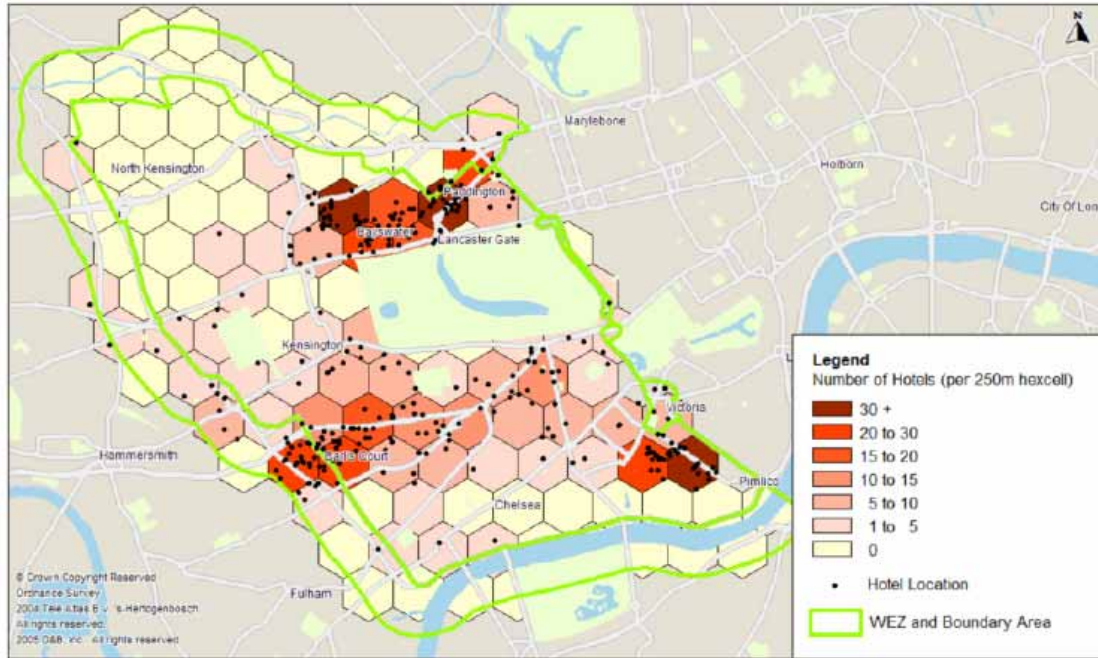 N
Marylebone
North Kensington
Holborn
Paddington
City Of Lon
Bayswater
Lancaster Gate
Kensington
Victoria
Hammersmith
Earls Court
Pimlico
Chelsea
Fulham
Legend
Number of Hotels (per 250m hexcell)
30 +
20 to 30
15 to 20
10 to 15
5 to 10
1 to 5
0
Hotel Location
WEZ and Boundary Area
© Crown Copyright Reserved
Ordnance Survey
2004 Tele Atlas B.v. 's-Hertogenbosch
All rights reserved.
2005 D&B, Inc. All rights reserved